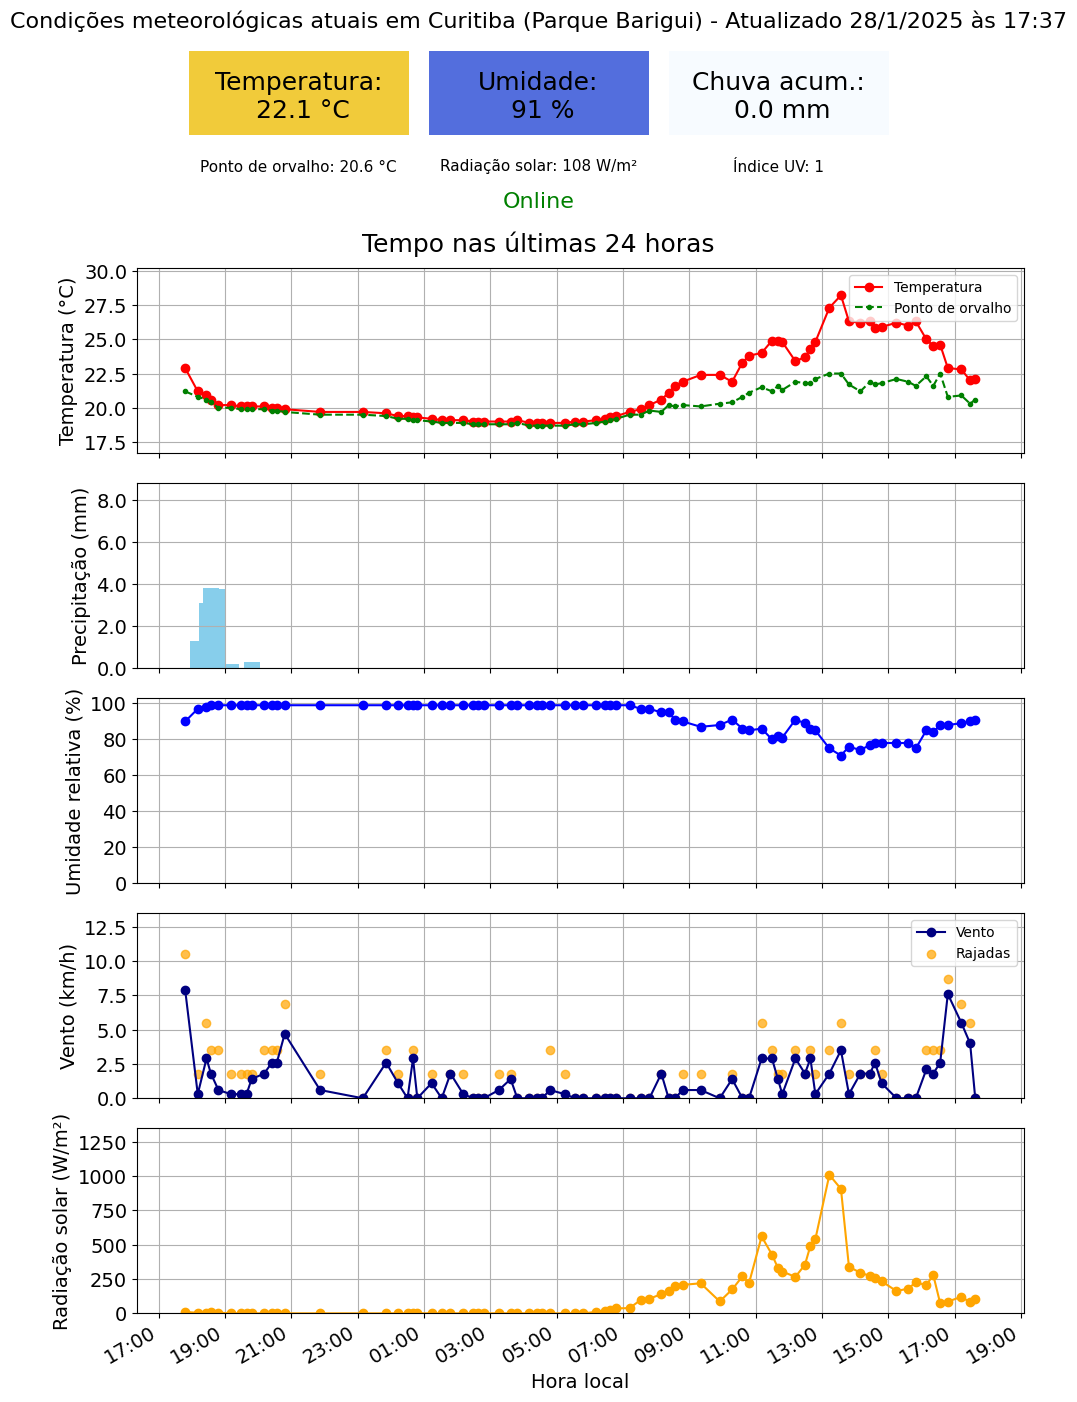 Condições meteorológicas atuais em Curitiba (Parque Barigui) - Atualizado 28/1/2025 às 17:37
Temperatura:
22.1 °C
Umidade:
91 %
Chuva acum.:
0.0 mm
Ponto de orvalho: 20.6 °C
Radiação solar: 108 W/m²
Índice UV: 1
Online
Tempo nas últimas 24 horas
Temperatura (°C)
30.0
27.5
25.0
22.5
20.0
17.5
Temperatura
Ponto de orvalho
Precipitação (mm)
8.0
6.0
4.0
2.0
0.0
Umidade relativa (%)
100
80
60
40
20
0
Vento (km/h)
12.5
10.0
7.5
5.0
2.5
0.0
Vento
Rajadas
Radiação solar (W/m²)
1250
1000
750
500
250
0
17:00 19:00 21:00 23:00 01:00 03:00 05:00 07:00 09:00 11:00 13:00 15:00 17:00 19:00
Hora local